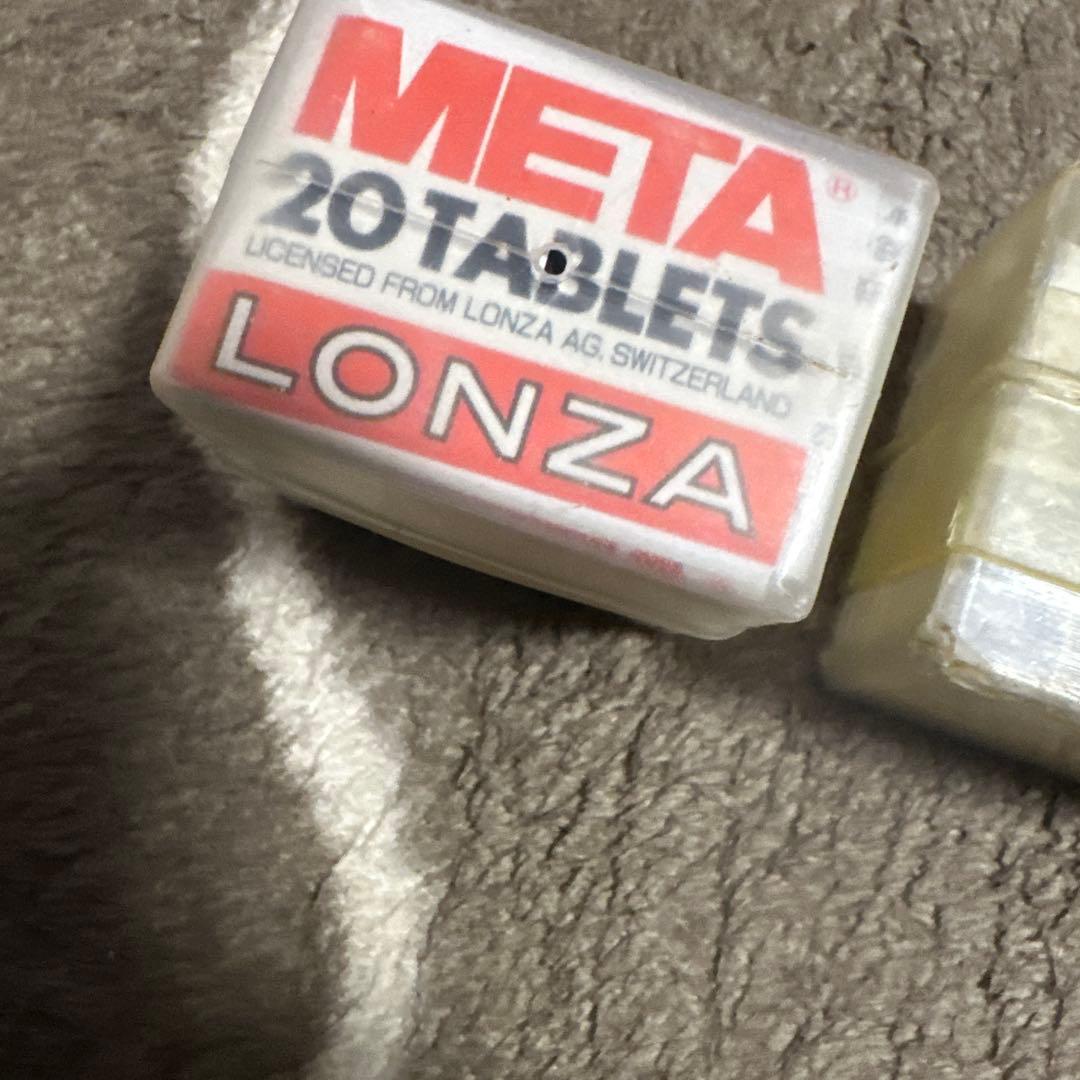 META®
20 TABLETS
LICENSED FROM LONZA AG, SWITZERLAND
LONZA